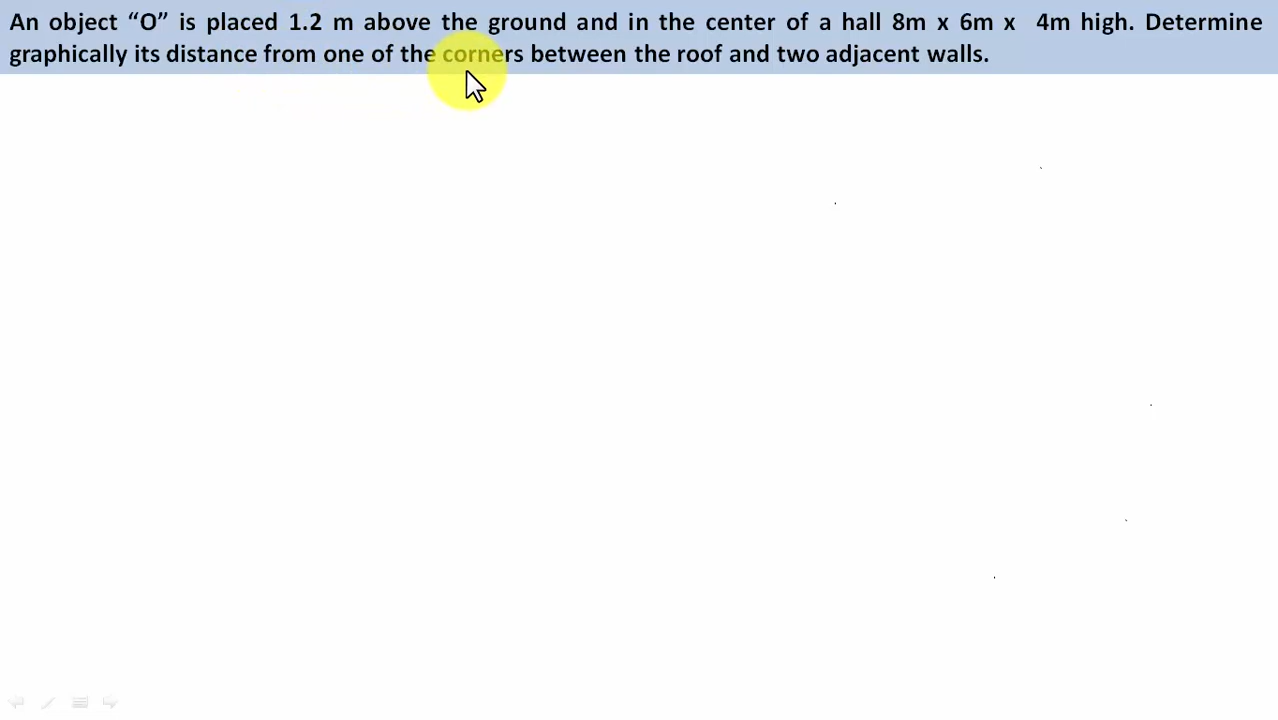 An object “O” is placed 1.2 m above the ground and in the center of a hall 8m x 6m x 4m high. Determine
graphically its distance from one of the corners between the roof and two adjacent walls.